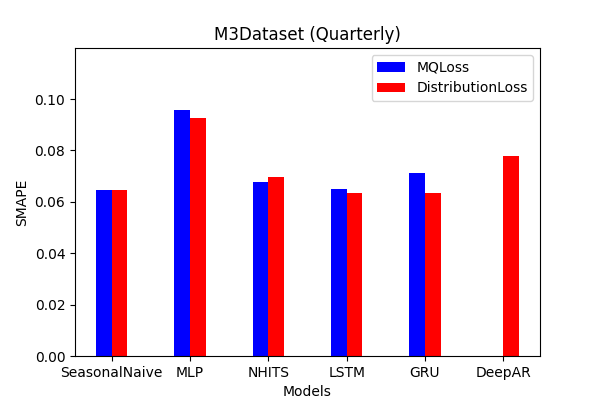 M3Dataset (Quarterly)
MQLoss
DistributionLoss
0.10
0.08
0.06
0.04
0.02
0.00
SMAPE
SeasonalNaive MLP NHITS LSTM GRU DeepAR
Models